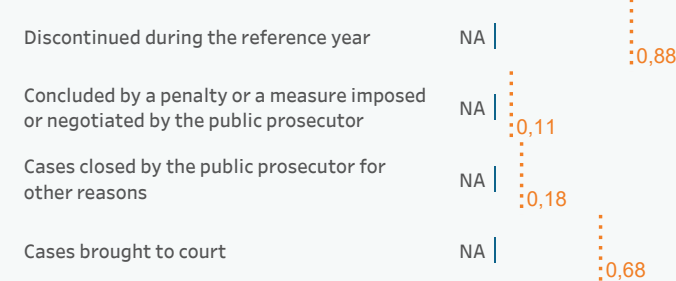 Discontinued during the reference year NA
0,88
Concluded by a penalty or a measure imposed
or negotiated by the public prosecutor NA
0,11
Cases closed by the public prosecutor for
other reasons NA
0,18
Cases brought to court NA
0,68